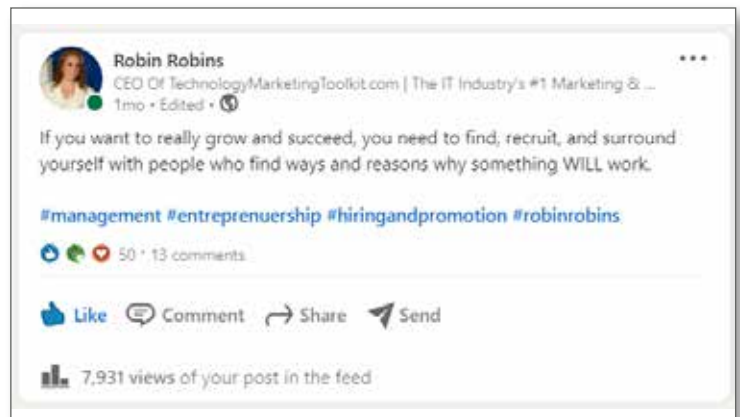 Robin Robins
CEO Of TechnologyMarketingToolkit.com | The IT Industry's #1 Marketing & ...
1mo • Edited •
If you want to really grow and succeed, you need to find, recruit, and surround
yourself with people who find ways and reasons why something WILL work.
#management #entreprenuership #hiringandpromotion #robinrobins
50 • 13 comments
Like Comment Share Send
7,931 views of your post in the feed